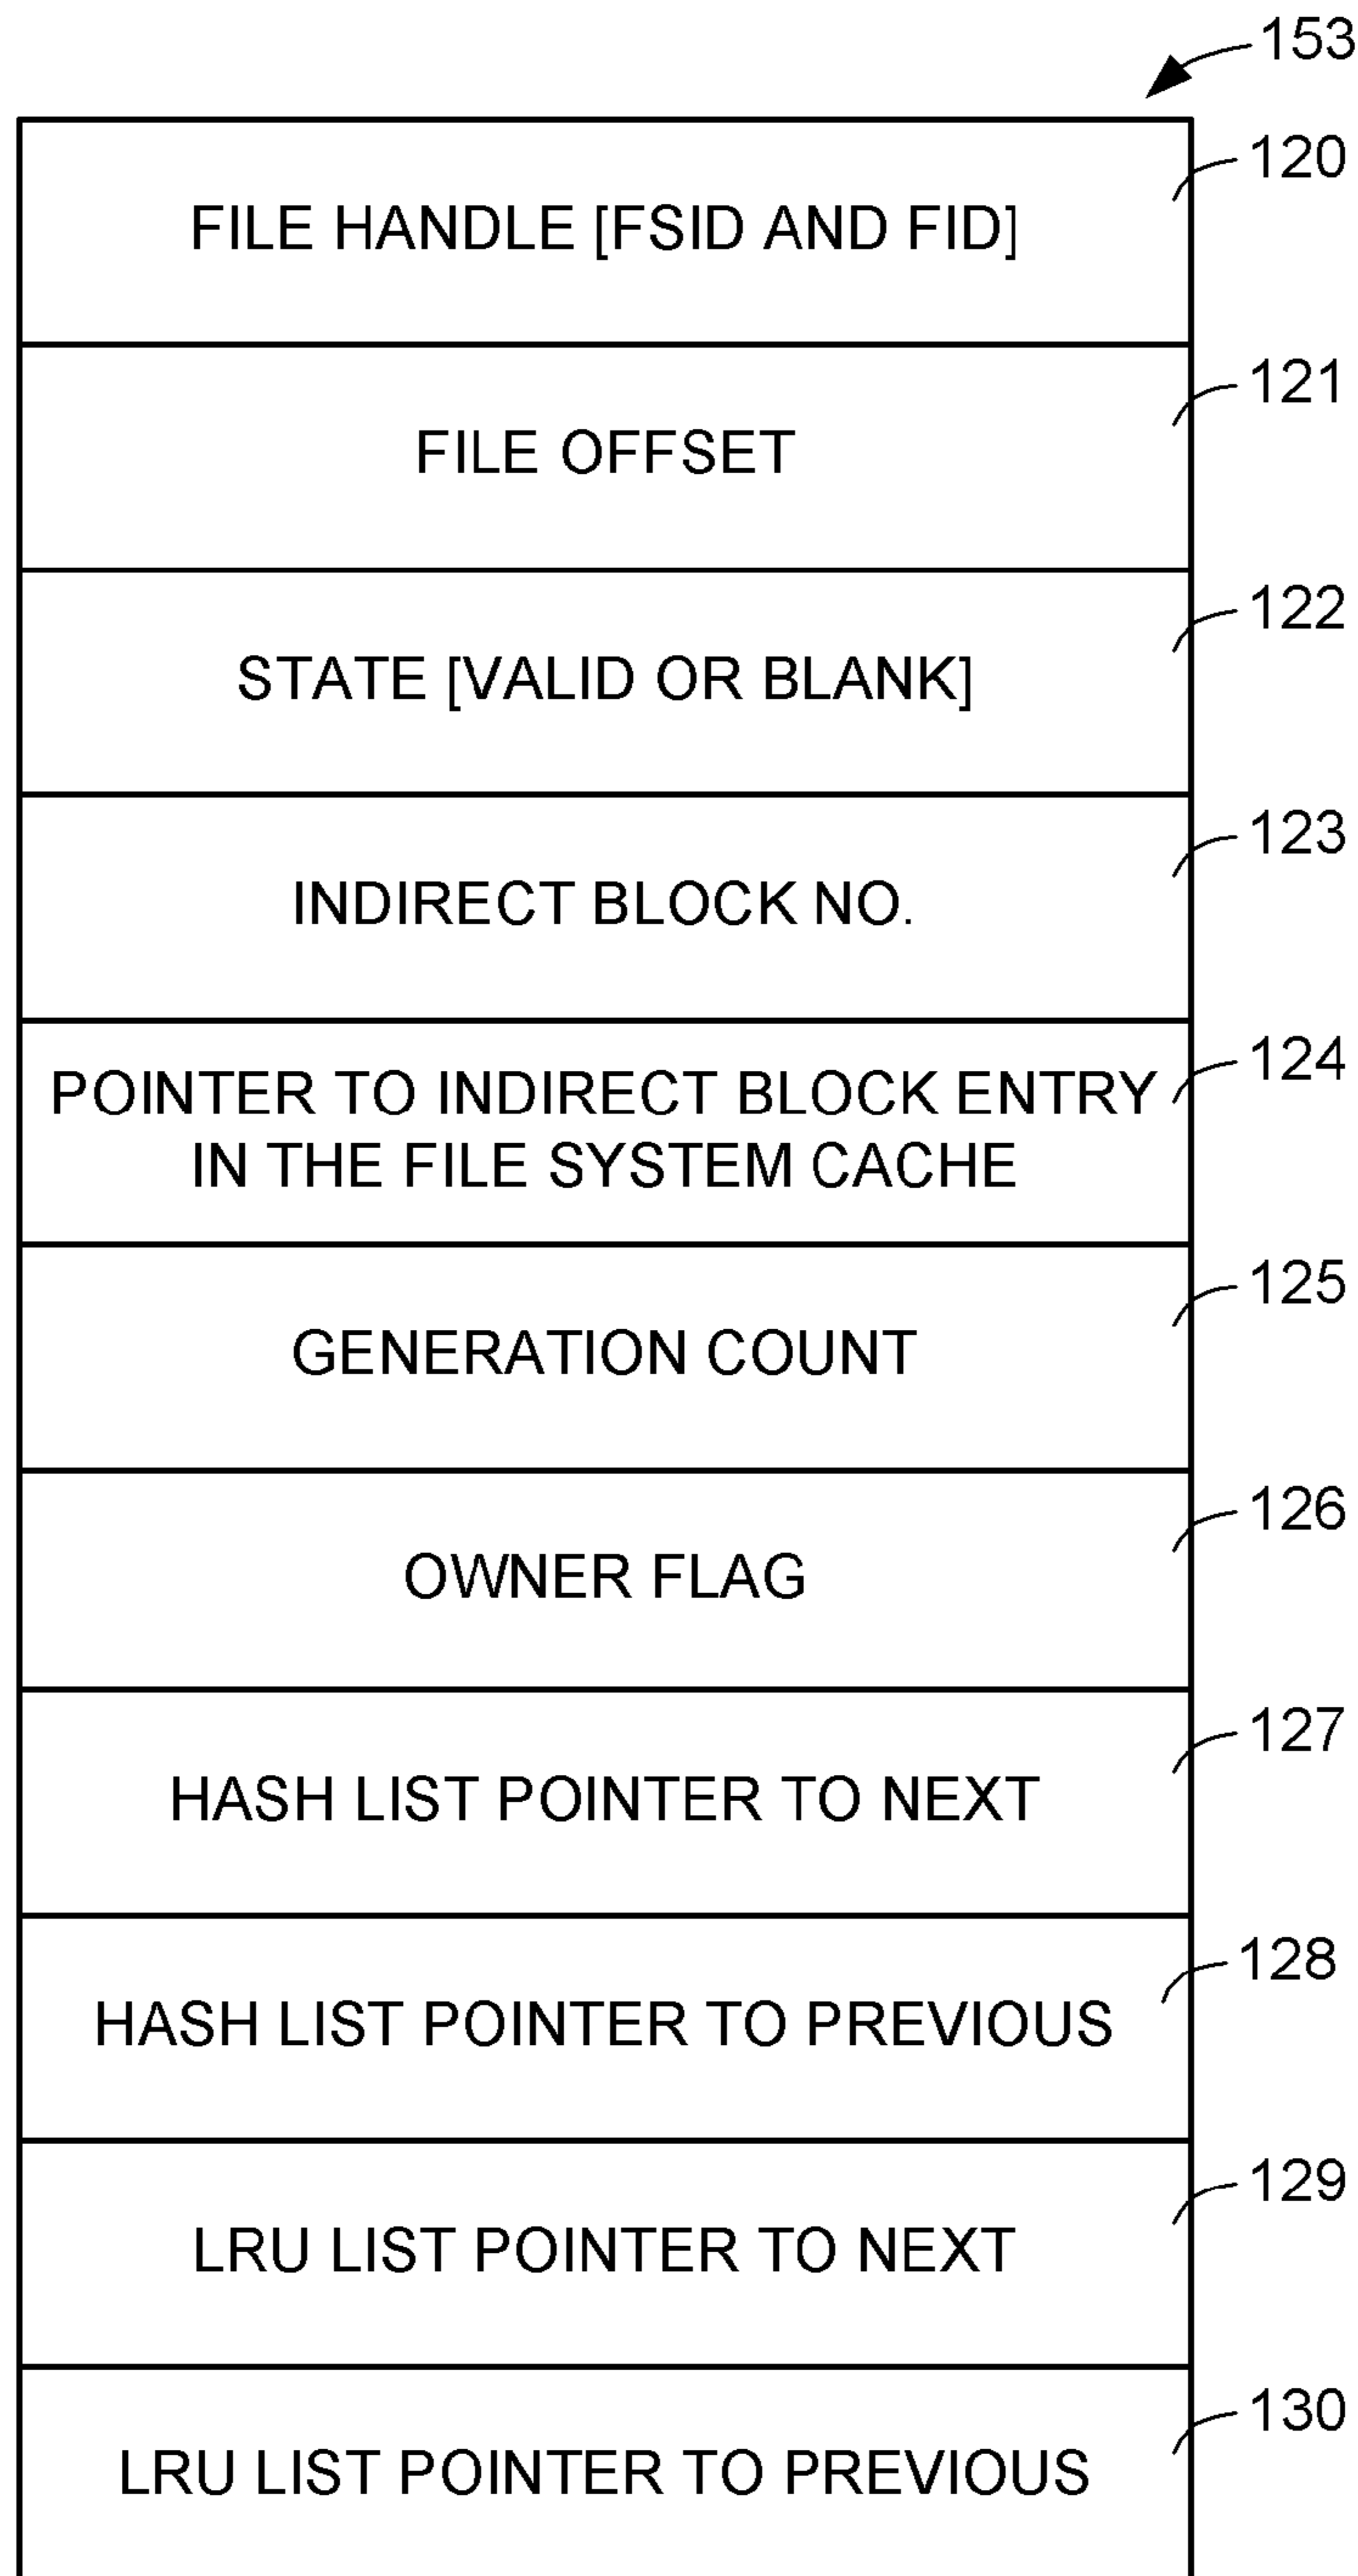 153
FILE HANDLE [FSID AND FID]
120
FILE OFFSET
121
STATE [VALID OR BLANK]
122
INDIRECT BLOCK NO.
123
POINTER TO INDIRECT BLOCK ENTRY
IN THE FILE SYSTEM CACHE
124
GENERATION COUNT
125
OWNER FLAG
126
HASH LIST POINTER TO NEXT
127
HASH LIST POINTER TO PREVIOUS
128
LRU LIST POINTER TO NEXT
129
LRU LIST POINTER TO PREVIOUS
130